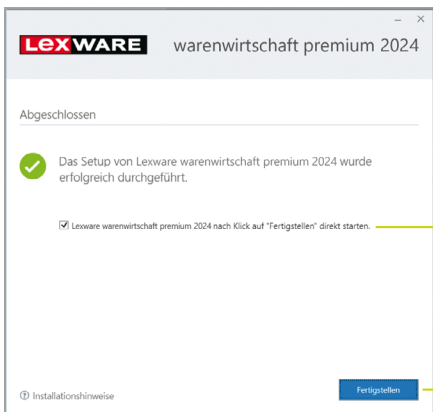 LEXWARE warenwirtschaft premium 2024
Abgeschlossen
Das Setup von Lexware warenwirtschaft premium 2024 wurde
erfolgreich durchgeführt.
Lexware warenwirtschaft premium 2024 nach Klick auf "Fertigstellen" direkt starten.
Installationshinweise
Fertigstellen